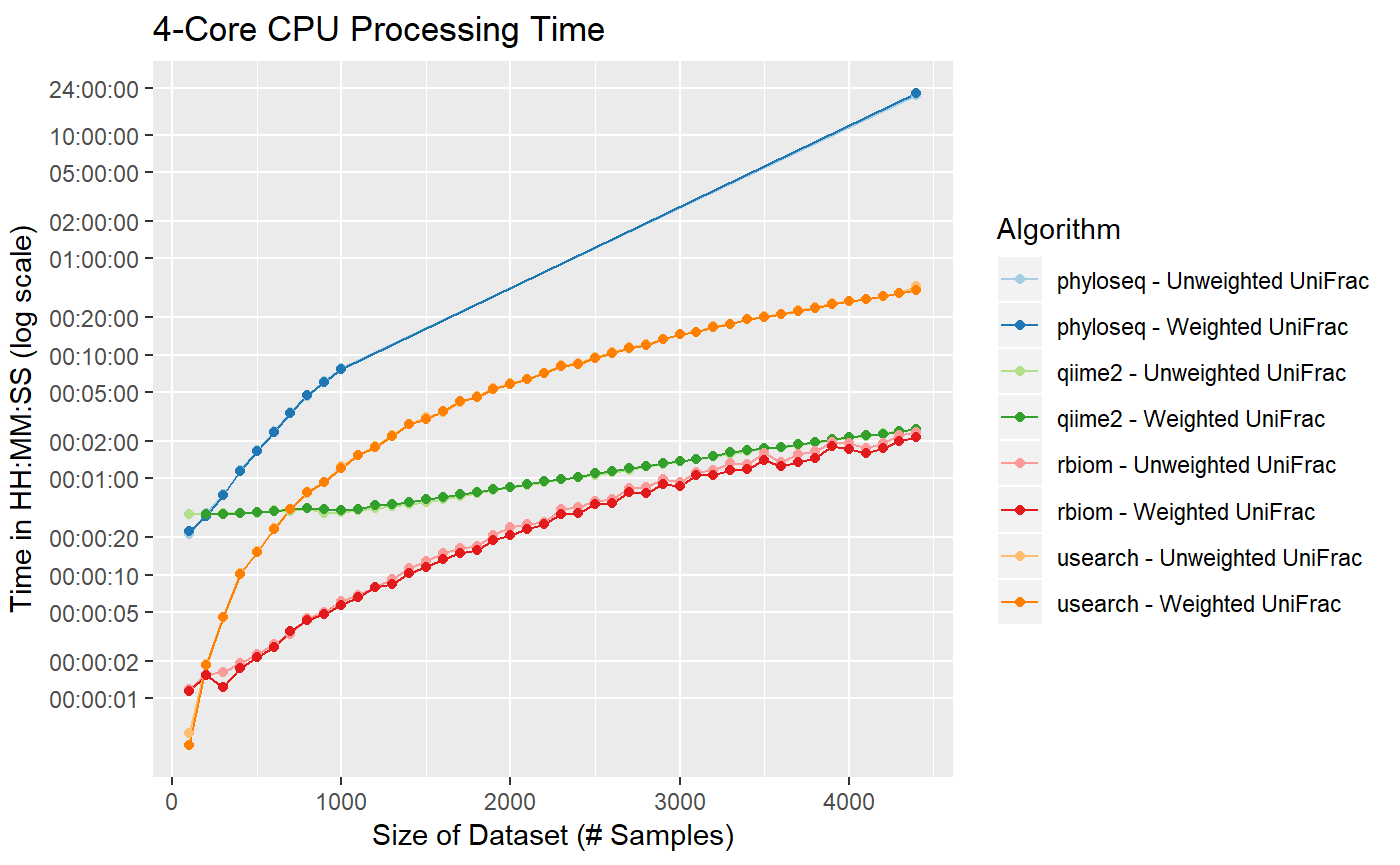 4-Core CPU Processing Time
Time in HH:MM:SS (log scale)
24:00:00
10:00:00
05:00:00
02:00:00
01:00:00
00:20:00
00:10:00
00:05:00
00:02:00
00:01:00
00:00:20
00:00:10
00:00:05
00:00:02
00:00:01
0 1000 2000 3000 4000
Size of Dataset (# Samples)
Algorithm
phyloseq - Unweighted UniFrac
phyloseq - Weighted UniFrac
qiime2 - Unweighted UniFrac
qiime2 - Weighted UniFrac
rbiom - Unweighted UniFrac
rbiom - Weighted UniFrac
usearch - Unweighted UniFrac
usearch - Weighted UniFrac